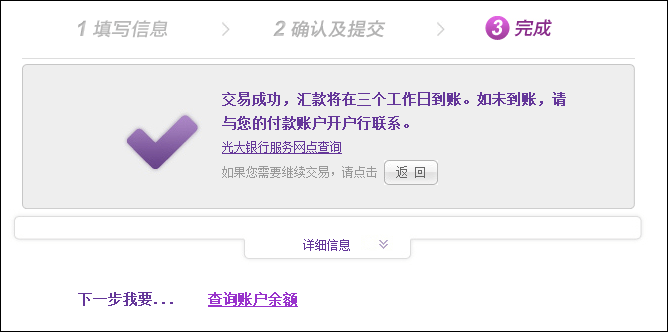 1 填写信息 2 确认及提交 3 完成
交易成功，汇款将在三个工作日到账。如未到账，请
与您的付款账户开户行联系。
光大银行服务网点查询
如果您需要继续交易，请点击 返 回
详细信息
下一步我要... 查询账户余额